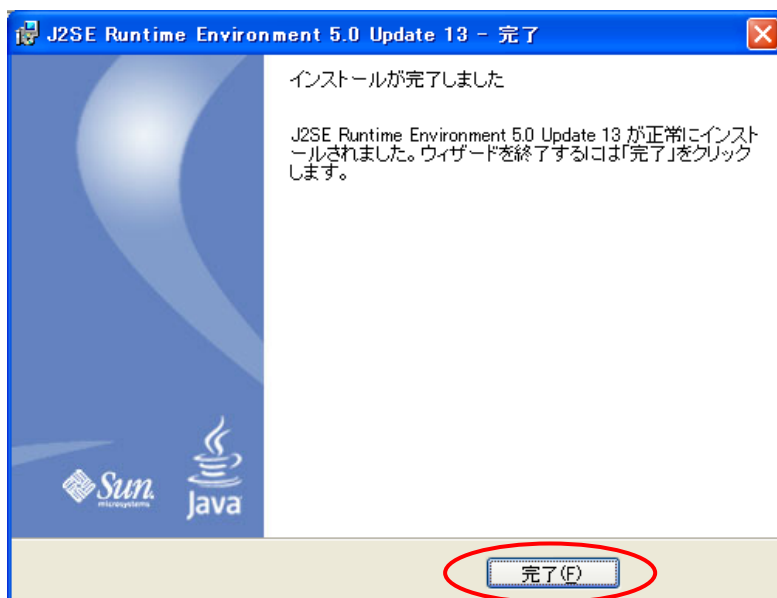 J2SE Runtime Environment 5.0 Update 13 - 完了
インストールが完了しました
J2SE Runtime Environment 5.0 Update 13 が正常にインスト
ールされました。ウィザードを終了するには「完了」をクリック
します。
Sun
microsystems
Java
完了(F)